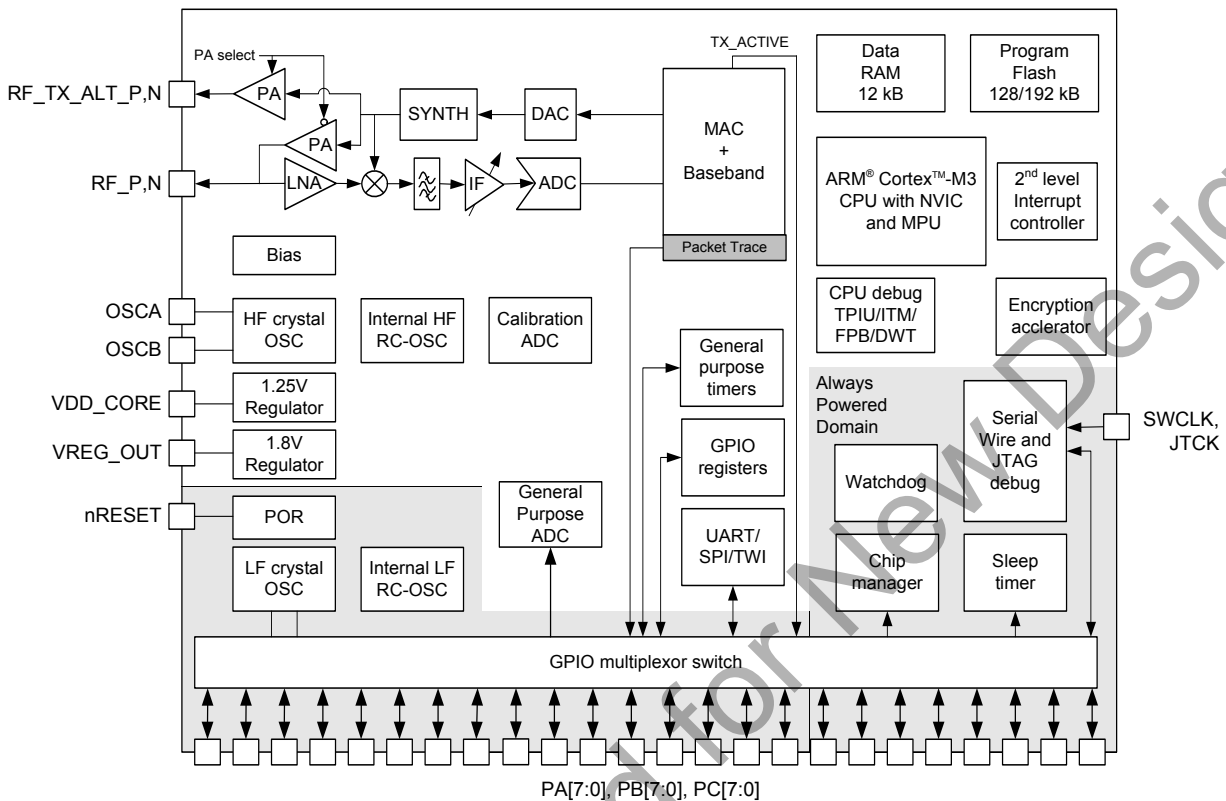 TX_ACTIVE
PA select
RF_TX_ALT_P,N
PA
SYNTH
DAC
MAC
+
Baseband
Packet Trace
Data
RAM
12 kB
Program
Flash
128/192 kB
PA
RF_P,N
LNA
IF
ADC
ARM® Cortex™-M3
CPU with NVIC
and MPU
2nd level
Interrupt
controller
Bias
OSCA
OSCB
HF crystal
OSC
Internal HF
RC-OSC
Calibration
ADC
CPU debug
TPIU/ITM/
FPB/DWT
Encryption
acclerator
General
purpose
timers
VDD_CORE
1.25V
Regulator
VREG_OUT
1.8V
Regulator
Always
Powered
Domain
Serial
Wire and
JTAG
debug
SWCLK,
JTCK
GPIO
registers
Watchdog
nRESET
POR
General
Purpose
ADC
UART/
SPI/TWI
LF crystal
OSC
Internal LF
RC-OSC
Chip
manager
Sleep
timer
GPIO multiplexor switch
PA[7:0], PB[7:0], PC[7:0]
for New Desig